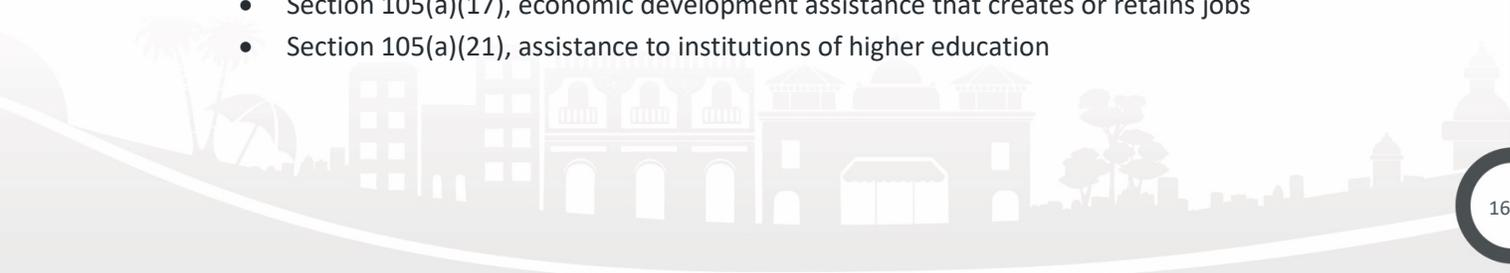 • Section 105(a)(17), economic development assistance that creates or retains jobs
• Section 105(a)(21), assistance to institutions of higher education
16